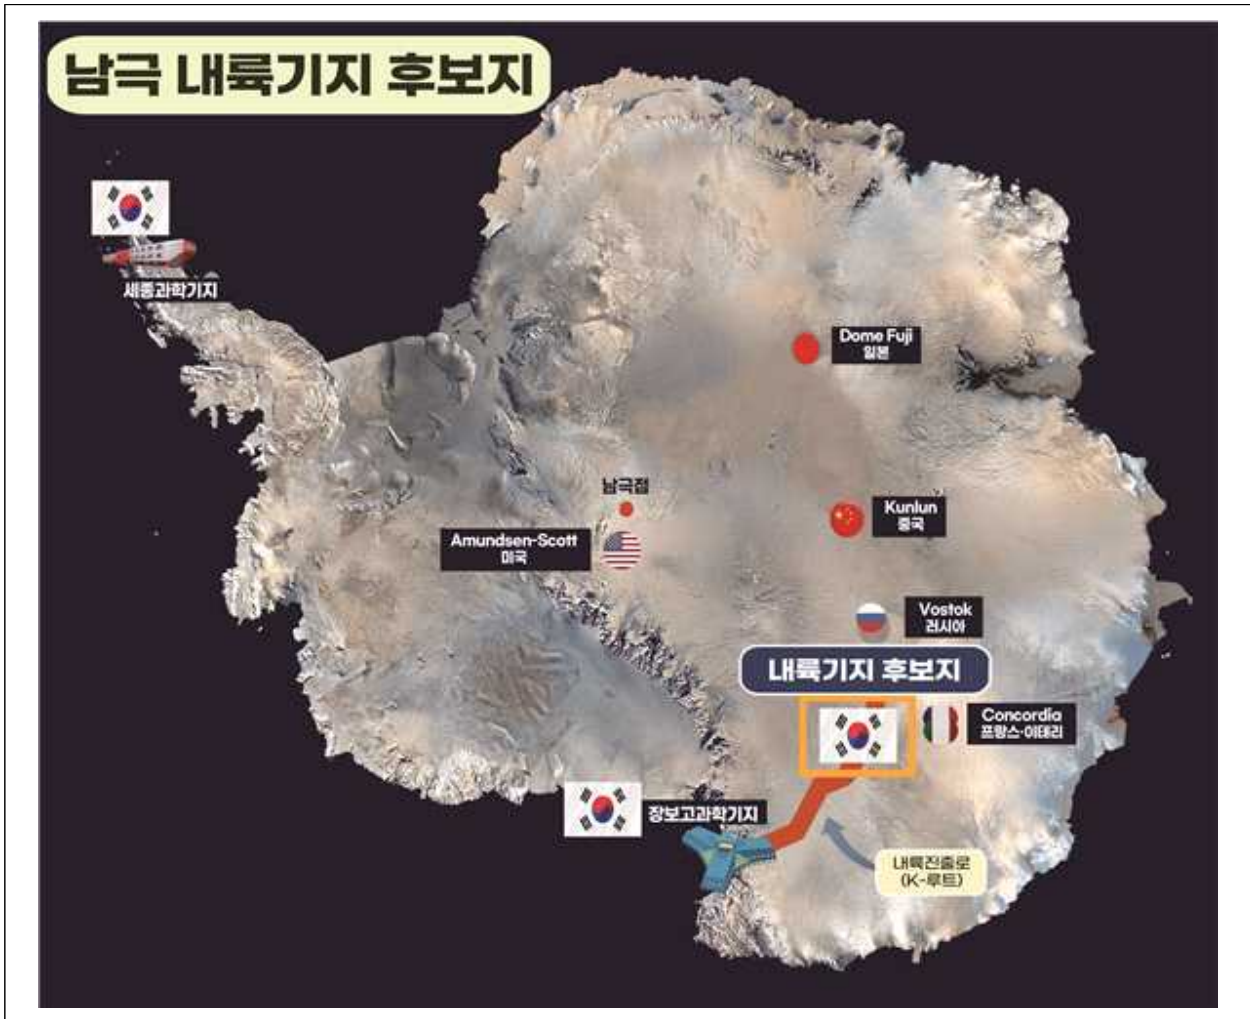 남극 내륙기지 후보지
세종과학기지
Dome Fuji
일본
남극점
Amundsen-Scott
미국
Kunlun
중국
Vostok
러시아
내륙기지 후보지
Concordia
프랑스·이태리
장보고과학기지
내륙진출로
(K-루트)